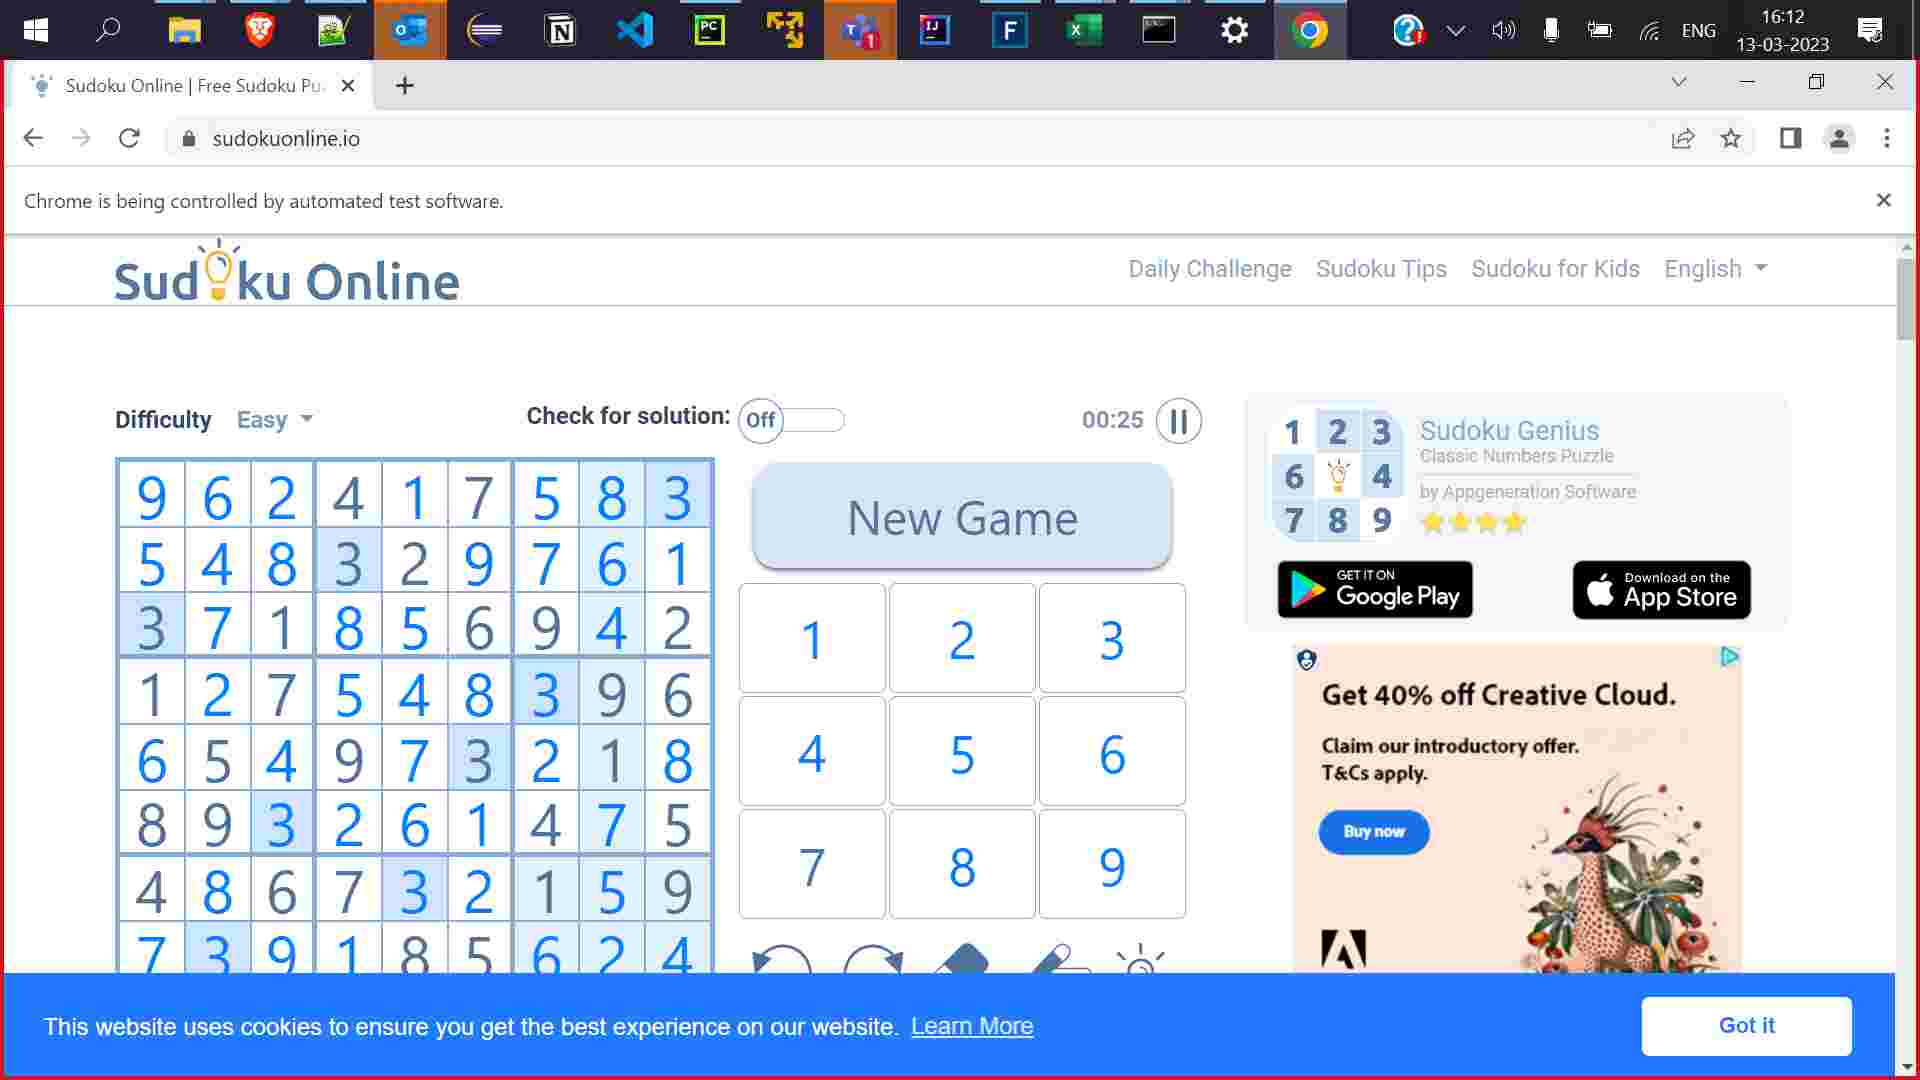 16:12
ENG
13-03-2023
Sudoku Online | Free Sudoku Pu
sudokuonline.io
Chrome is being controlled by automated test software.
Sudoku Online
Daily Challenge Sudoku Tips Sudoku for Kids English
Difficulty Easy
Check for solution: Off
00:25
9 6 2 4 1 7 5 8 3
5 4 8 3 2 9 7 6 1
3 7 1 8 5 6 9 4 2
1 2 7 5 4 8 3 9 6
6 5 4 9 7 3 2 1 8
8 9 3 2 6 1 4 7 5
4 8 6 7 3 2 1 5 9
7 3 9 1 8 5 6 2 4
New Game
1 2 3
4 5 6
7 8 9
1 2 3
6 4
7 8 9
Sudoku Genius
Classic Numbers Puzzle
by Appgeneration Software
GET IT ON
Google Play
Download on the
App Store
Get 40% off Creative Cloud.
Claim our introductory offer.
T&Cs apply.
Buy now
This website uses cookies to ensure you get the best experience on our website. Learn More
Got it